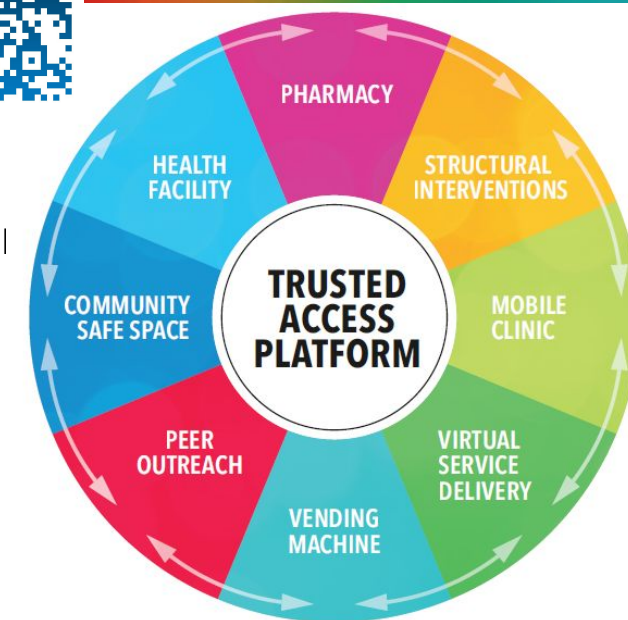 PHARMACY
STRUCTURAL
INTERVENTIONS
MOBILE
CLINIC
VIRTUAL
SERVICE
DELIVERY
VENDING
MACHINE
PEER
OUTREACH
COMMUNITY
SAFE SPACE
HEALTH
FACILITY
TRUSTED
ACCESS
PLATFORM